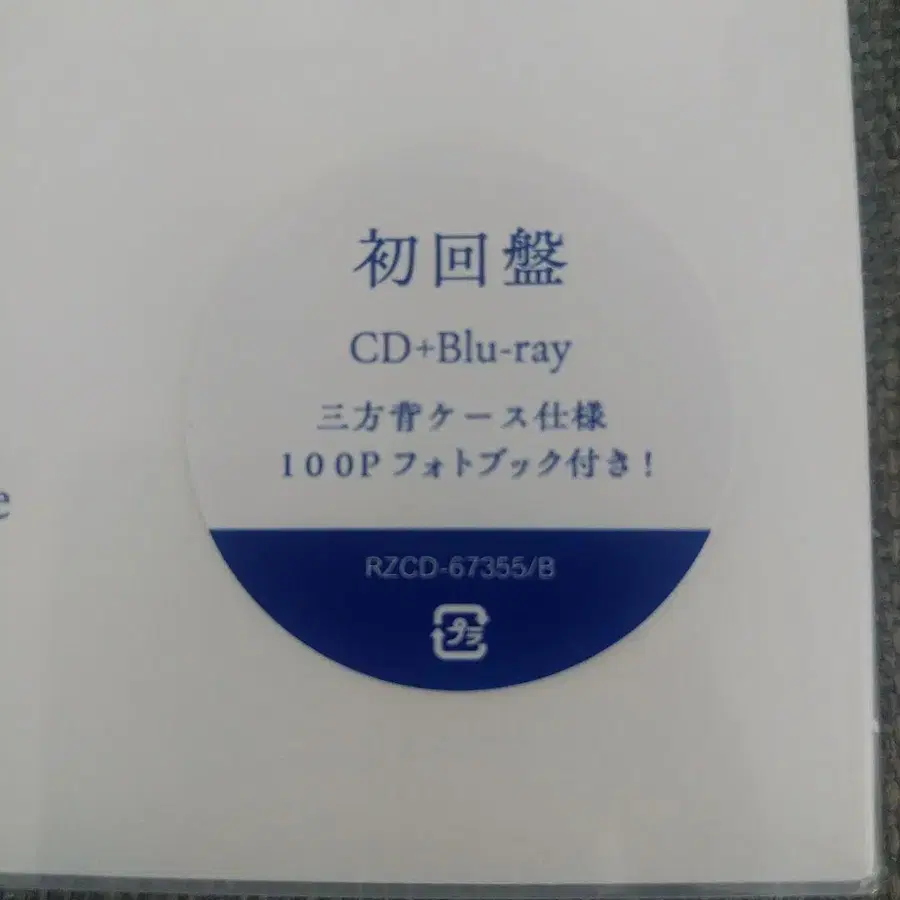 初回盤
CD+Blu-ray
三方背ケース仕様
100Pフォトブック付き!
e
RZCD-67355/B
プラ